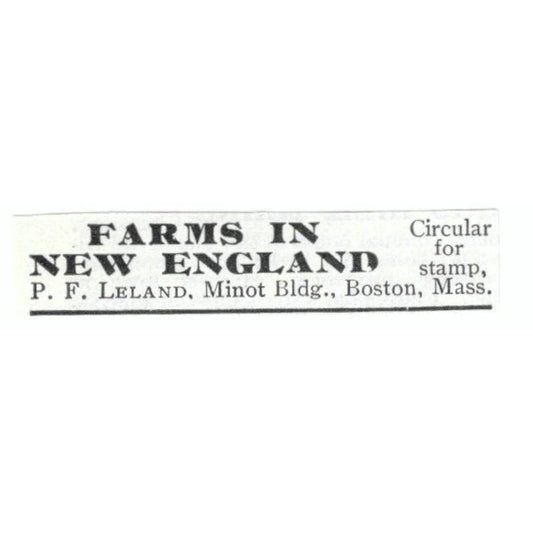 FARMS IN
NEW ENGLAND
Circular
for
stamp,
P. F. LELAND, Minot Bldg., Boston, Mass.